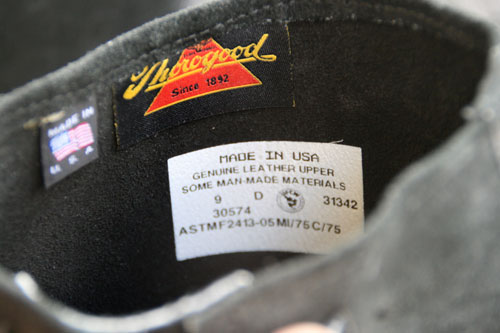 Thorogood
Since 1892
MADE IN
U.S.A.
MADE IN USA
GENUINE LEATHER UPPER
SOME MAN-MADE MATERIALS
9 D 31342
30574
ASTMF2413-05MI/75C/75